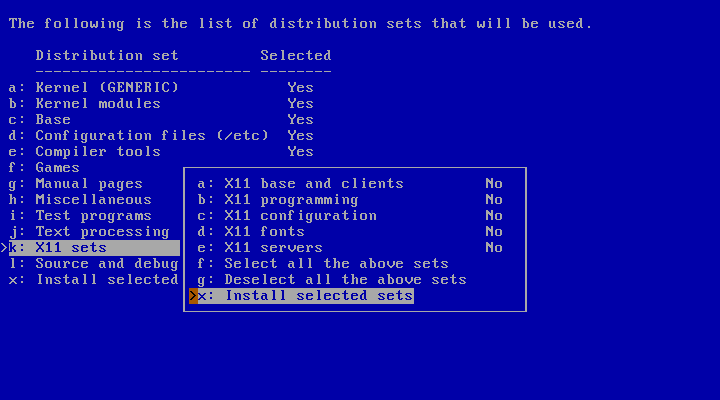 The following is the list of distribution sets that will be used.
Distribution set Selected
------------------------ --------
a: Kernel (GENERIC) Yes
b: Kernel modules Yes
c: Base Yes
d: Configuration files (/etc) Yes
e: Compiler tools Yes
f: Games
g: Manual pages
h: Miscellaneous
i: Test programs
j: Text processing
>k: X11 sets
l: Source and debug
x: Install selected
a: X11 base and clients No
b: X11 programming No
c: X11 configuration No
d: X11 fonts No
e: X11 servers No
f: Select all the above sets
g: Deselect all the above sets
>x: Install selected sets